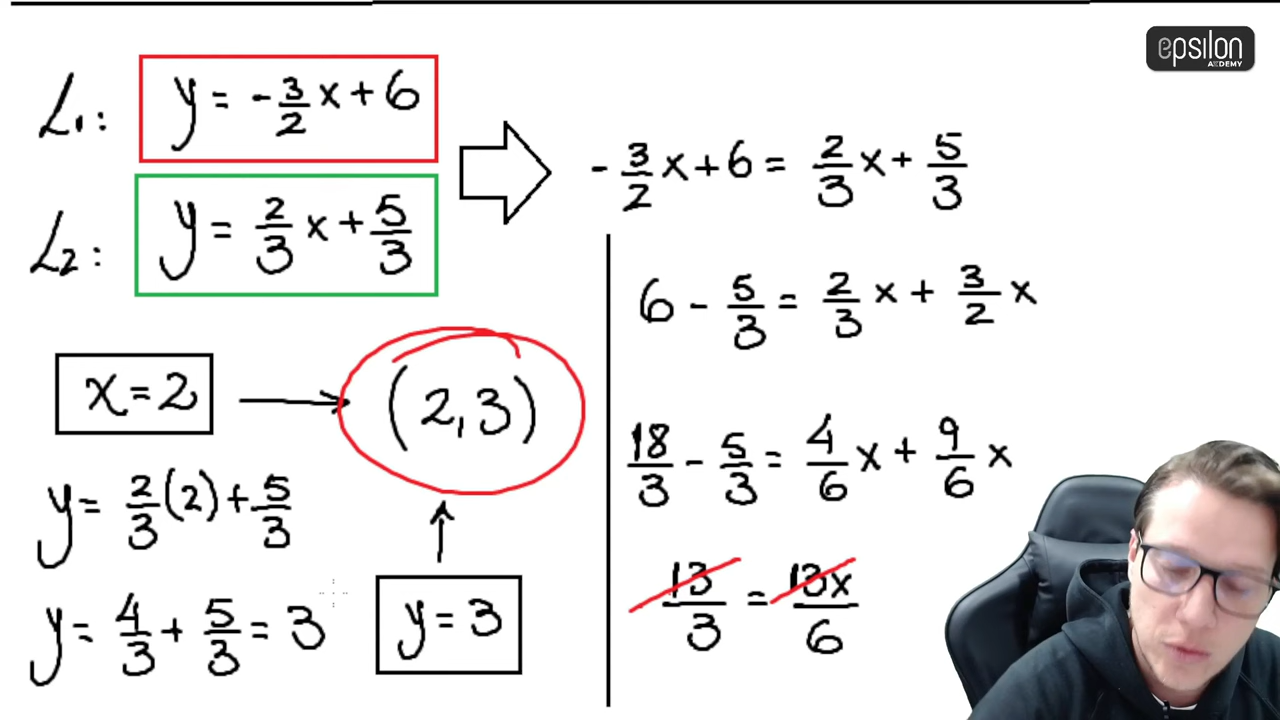 epsilon
AXDEMY
L1: y = -3/2 x + 6
L2: y = 2/3 x + 5/3
x = 2
(2,3)
y = 2/3 (2) + 5/3
y = 4/3 + 5/3 = 3
y = 3
-3/2 x + 6 = 2/3 x + 5/3
6 - 5/3 = 2/3 x + 3/2 x
18/3 - 5/3 = 4/6 x + 9/6 x
13/3 = 13x/6